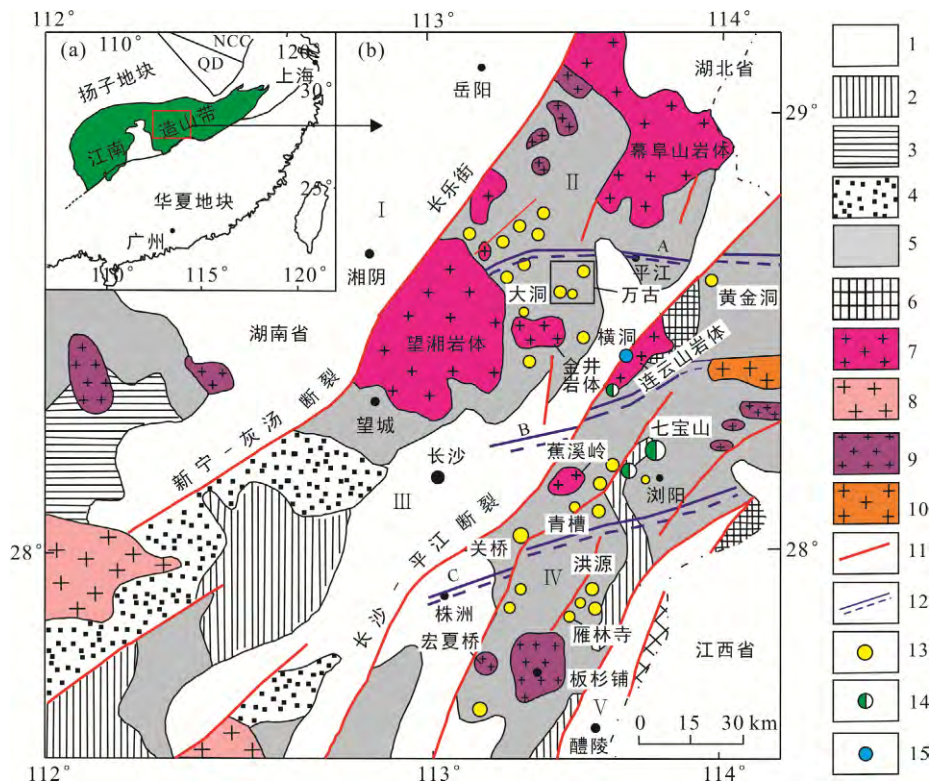 112°
113°
114°
(a)
110°
NCC
120°
QD
上海
30°
扬子地块
造山带
江南
25°
华夏地块
广州
110°
115°
120°
(b)
岳阳
湖北省
29°
幕阜山岩体
II
长乐街
I
湘阴
A
平江
大洞
万古
黄金洞
湖南省
望湘岩体
横洞
金井
岩体
连云山岩体
新宁-灰汤断裂
望城
B
七宝山
长沙
蕉溪岭
浏阳
III
青槽
28°
28°
长沙-平江断裂
关桥
IV
洪源
C
株洲
宏夏桥
雁林寺
江西省
板杉铺
V
0 15 30 km
醴陵
112°
113°
114°
1
2
3
4
5
6
7
8
9
10
11
12
13
14
15